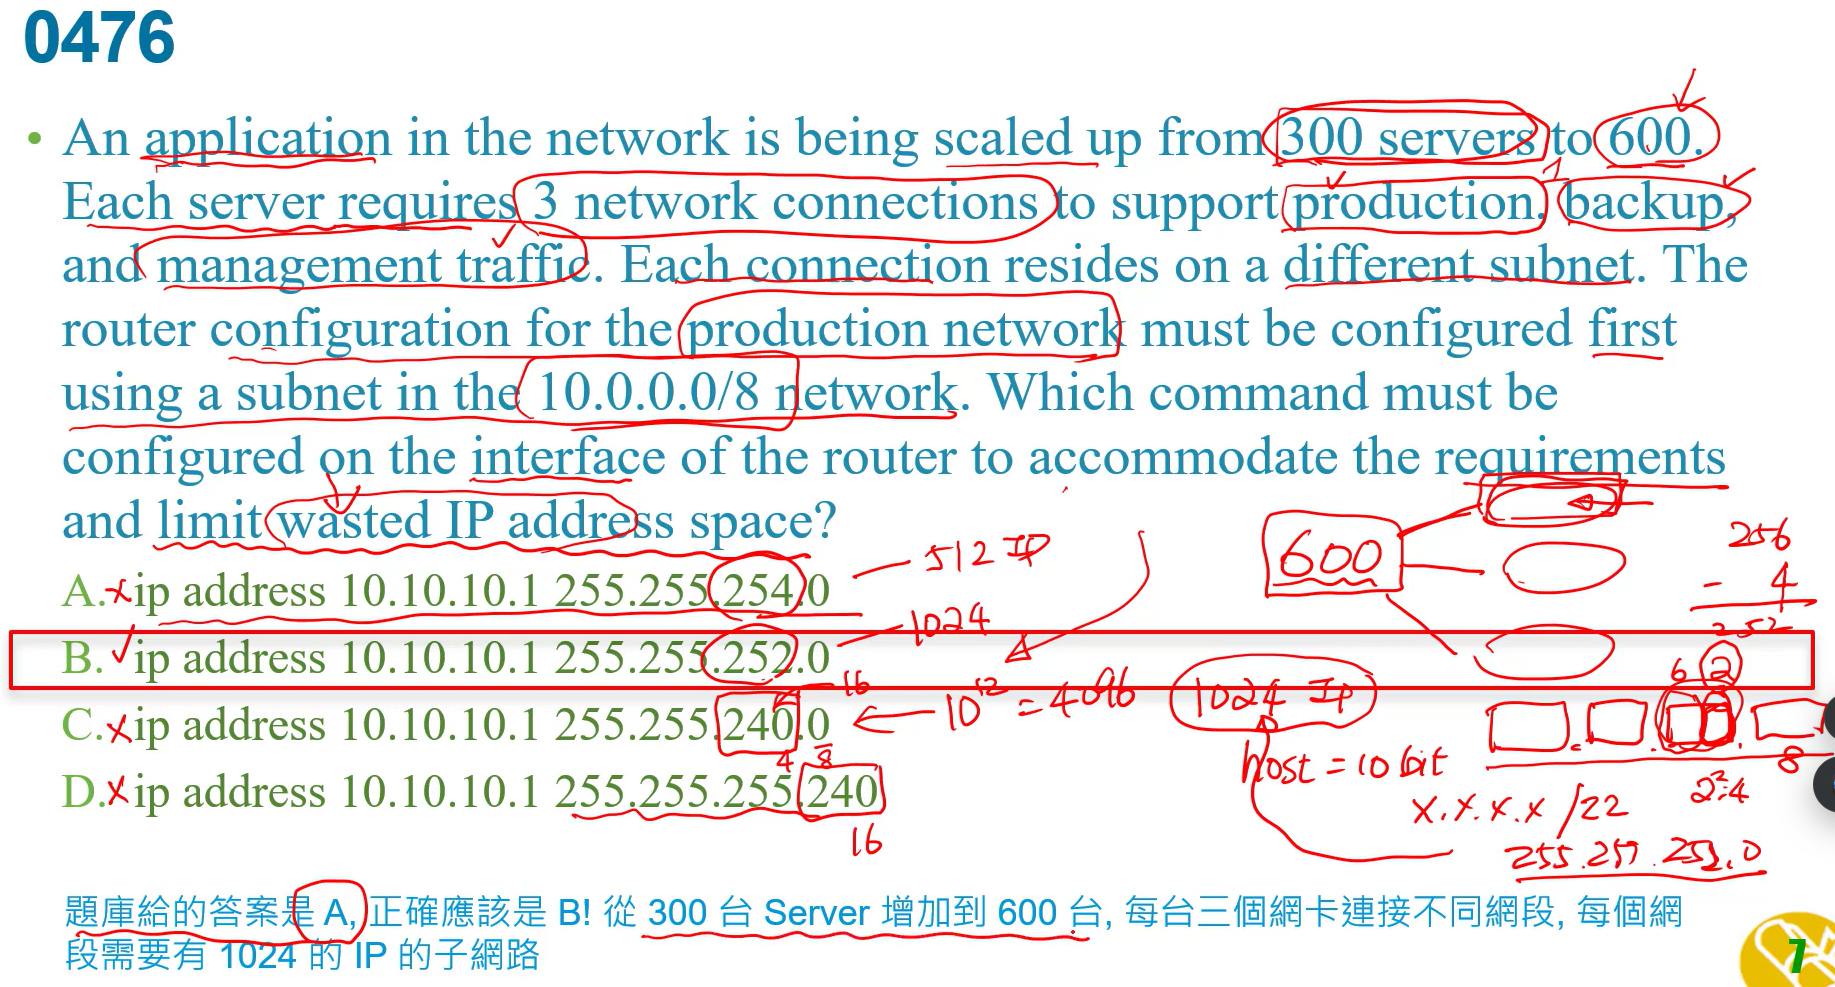 0476
• An application in the network is being scaled up from 300 servers to 600.
Each server requires 3 network connections to support production, backup,
and management traffic. Each connection resides on a different subnet. The
router configuration for the production network must be configured first
using a subnet in the 10.0.0.0/8 network. Which command must be
configured on the interface of the router to accommodate the requirements
and limit wasted IP address space?
512 IP
600
256
- 4
252
A. x ip address 10.10.10.1 255.255.254.0
1024
B. ✓ ip address 10.10.10.1 255.255.252.0
6 2
16
C. x ip address 10.10.10.1 255.255.240.0
10¹² = 4096
1024 IP
4 8
host = 10 bit
8
2²=4
D. x ip address 10.10.10.1 255.255.255.240
x.x.x.x /22
16
255.255.252.0
題庫給的答案是 A, 正確應該是 B! 從 300 台 Server 增加到 600 台, 每台三個網卡連接不同網段, 每個網
段需要有 1024 的 IP 的子網路
7